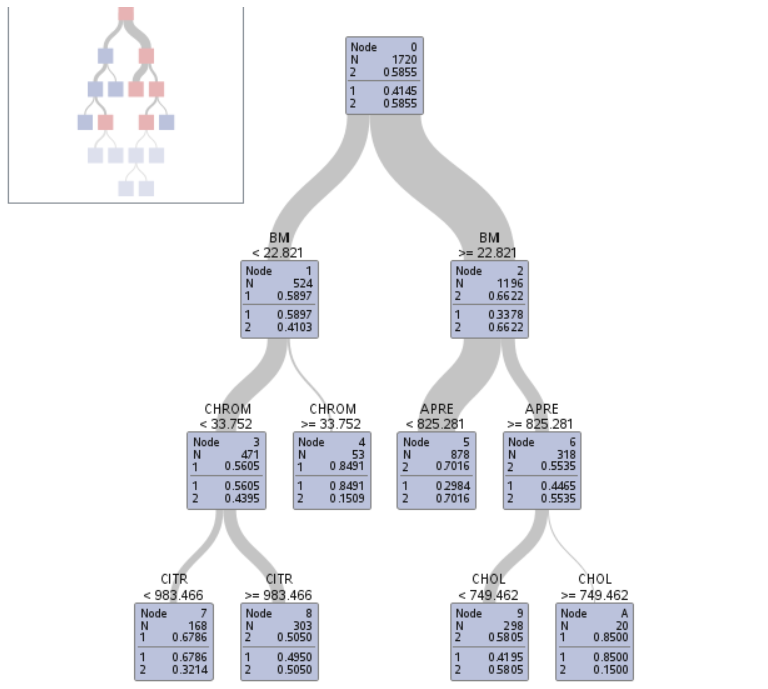 Node 0
N 1720
2 0.5855
1 0.4145
2 0.5855
BMI
< 22.821
BMI
>= 22.821
Node 1
N 524
1 0.5897
1 0.5897
2 0.4103
Node 2
N 1196
2 0.6622
1 0.3378
2 0.6622
CHROM
< 33.752
CHROM
>= 33.752
APRE
< 825.281
APRE
>= 825.281
Node 3
N 471
1 0.5605
1 0.5605
2 0.4395
Node 4
N 53
1 0.8491
1 0.8491
2 0.1509
Node 5
N 878
2 0.7016
1 0.2984
2 0.7016
Node 6
N 318
2 0.5535
1 0.4465
2 0.5535
CITR
< 983.466
CITR
>= 983.466
CHOL
< 749.462
CHOL
>= 749.462
Node 7
N 168
1 0.6786
1 0.6786
2 0.3214
Node 8
N 303
2 0.5050
1 0.4950
2 0.5050
Node 9
N 298
2 0.5805
1 0.4195
2 0.5805
Node A
N 20
1 0.8500
1 0.8500
2 0.1500